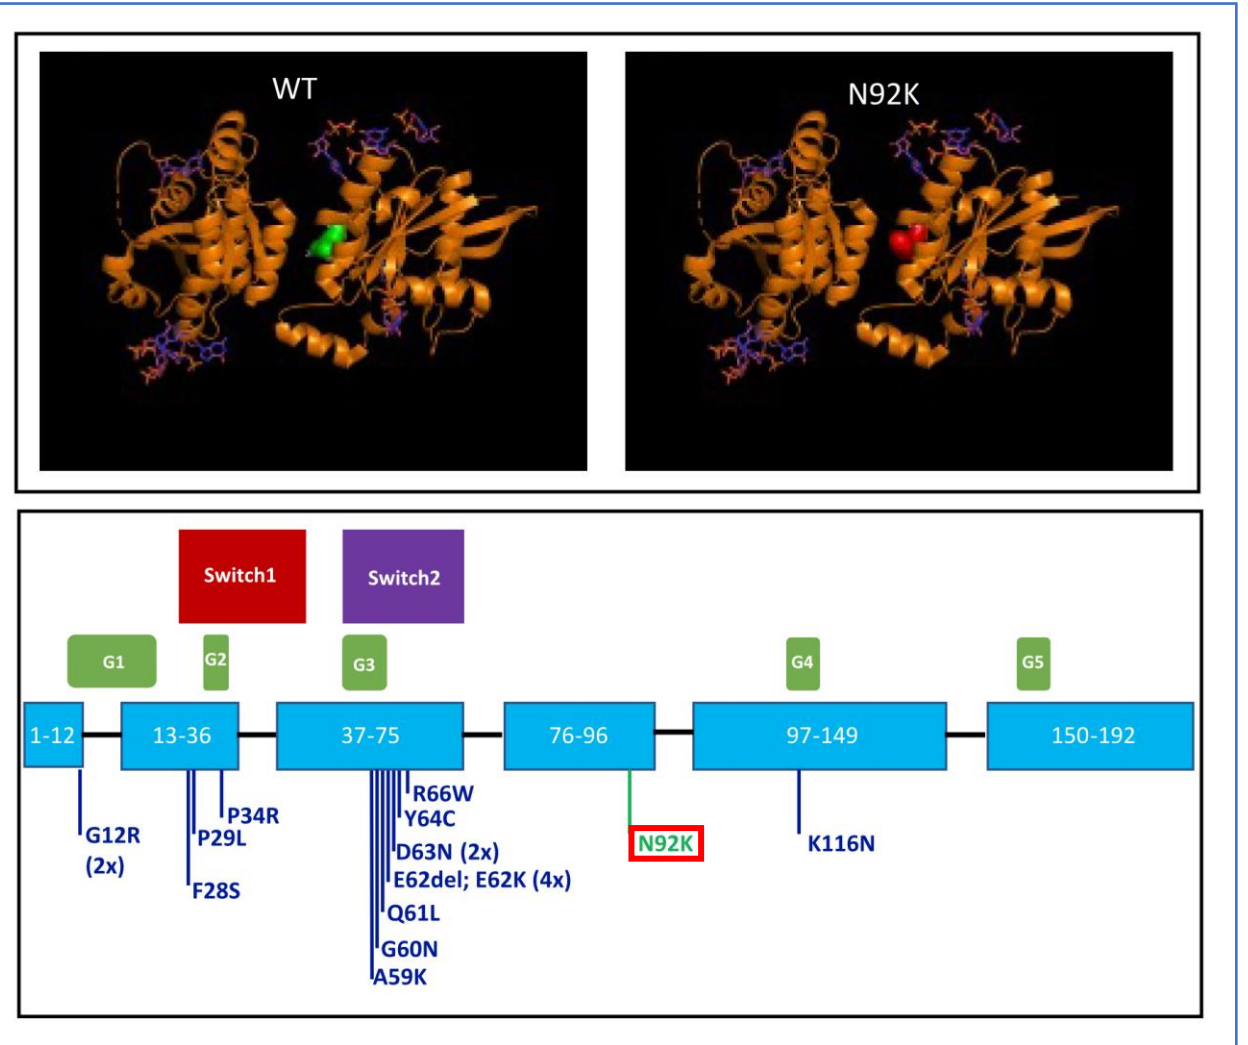 WT
N92K
Switch1
Switch2
G1
G2
G3
G4
G5
1-12
13-36
37-75
76-96
97-149
150-192
G12R
(2x)
F28S
P29L
P34R
R66W
Y64C
D63N (2x)
E62del; E62K (4x)
Q61L
G60N
A59K
N92K
K116N